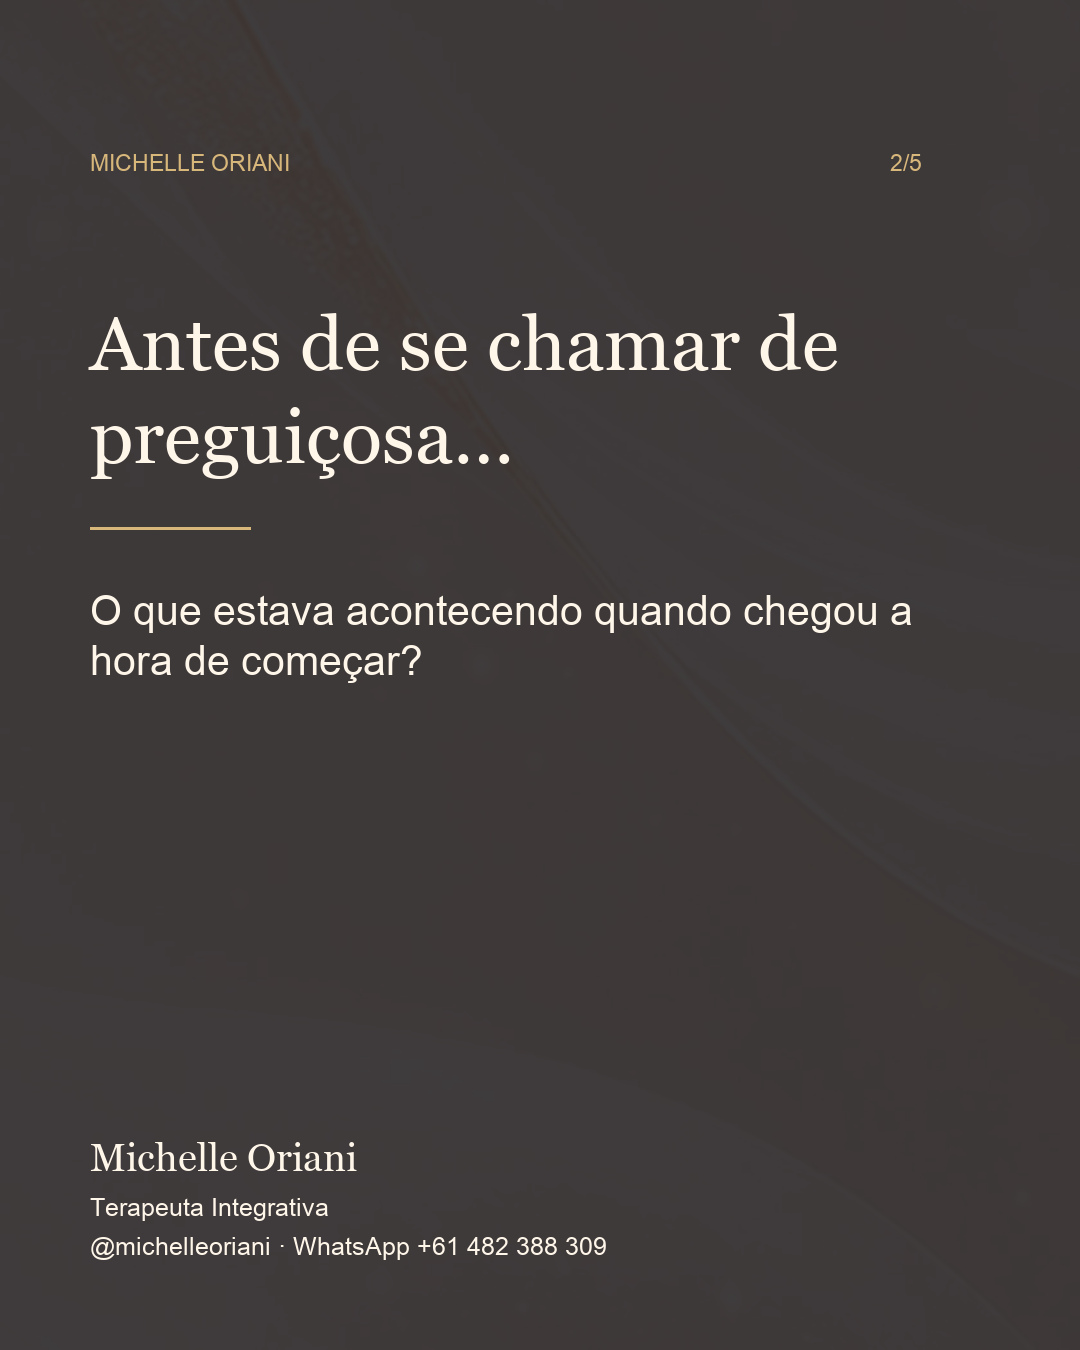 MICHELLE ORIANI 2/5
Antes de se chamar de
preguiçosa...
O que estava acontecendo quando chegou a
hora de começar?
Michelle Oriani
Terapeuta Integrativa
@michelleoriani · WhatsApp +61 482 388 309